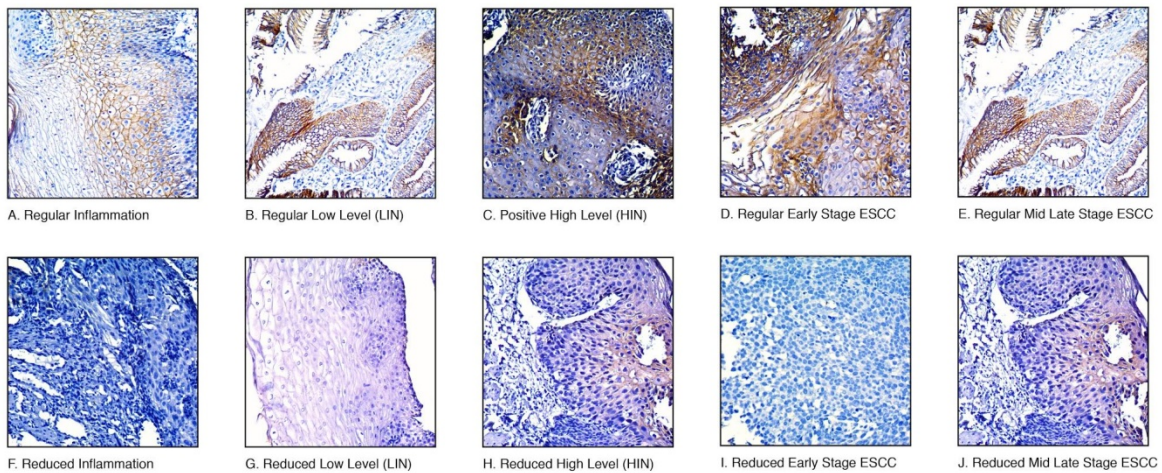 A. Regular Inflammation
B. Regular Low Level (LIN)
C. Positive High Level (HIN)
D. Regular Early Stage ESCC
E. Regular Mid Late Stage ESCC
F. Reduced Inflammation
G. Reduced Low Level (LIN)
H. Reduced High Level (HIN)
I. Reduced Early Stage ESCC
J. Reduced Mid Late Stage ESCC